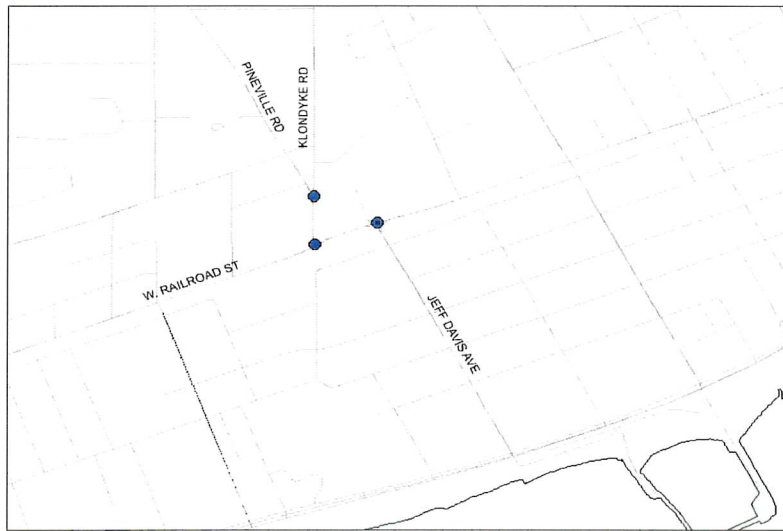 PINEVILLE RD
KLONDYKE RD
W. RAILROAD ST
JEFF DAVIS AVE